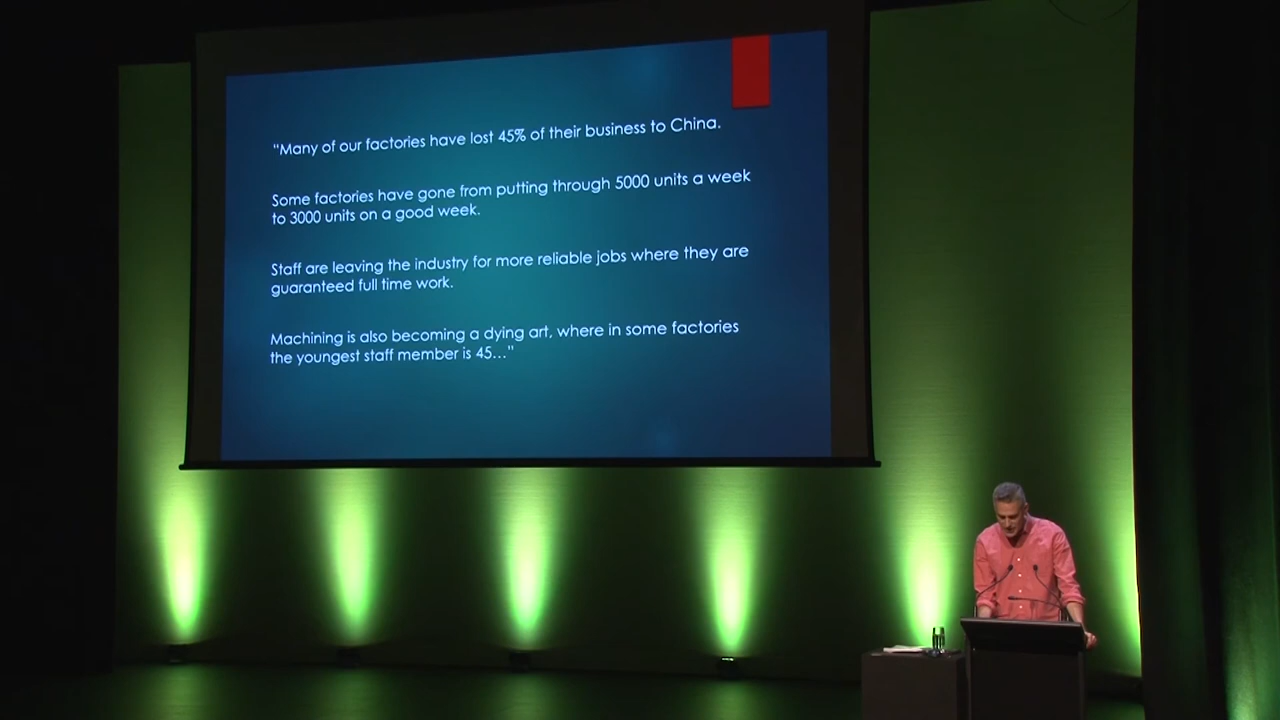 “Many of our factories have lost 45% of their business to China.
Some factories have gone from putting through 5000 units a week
to 3000 units on a good week.
Staff are leaving the industry for more reliable jobs where they are
guaranteed full time work.
Machining is also becoming a dying art, where in some factories
the youngest staff member is 45…”